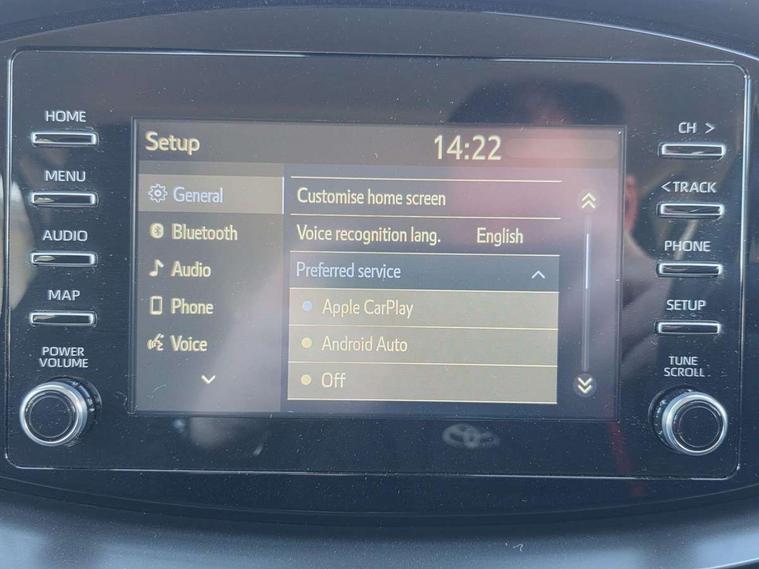 HOME
MENU
AUDIO
MAP
POWER
VOLUME
Setup 14:22
General
Bluetooth
Audio
Phone
Voice
Customise home screen
Voice recognition lang. English
Preferred service
Apple CarPlay
Android Auto
Off
CH >
< TRACK
PHONE
SETUP
TUNE
SCROLL